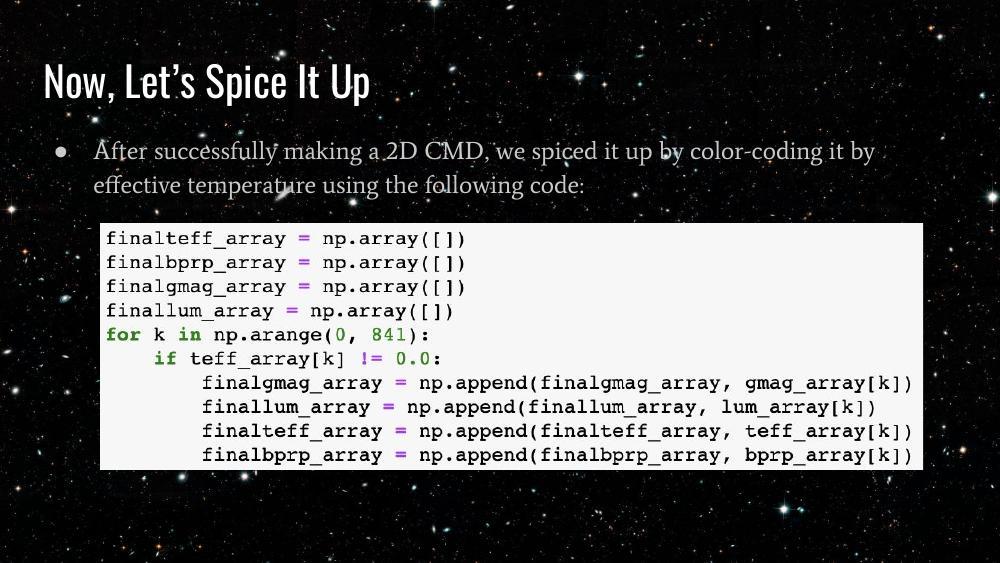 Now, Let's Spice It Up
● After successfully making a 2D CMD, we spiced it up by color-coding it by
effective temperature using the following code:
finalteff_array = np.array([])
finalbprp_array = np.array([])
finalgmag_array = np.array([])
finallum_array = np.array([])
for k in np.arange(0, 841):
    if teff_array[k] != 0.0:
        finalgmag_array = np.append(finalgmag_array, gmag_array[k])
        finallum_array = np.append(finallum_array, lum_array[k])
        finalteff_array = np.append(finalteff_array, teff_array[k])
        finalbprp_array = np.append(finalbprp_array, bprp_array[k])